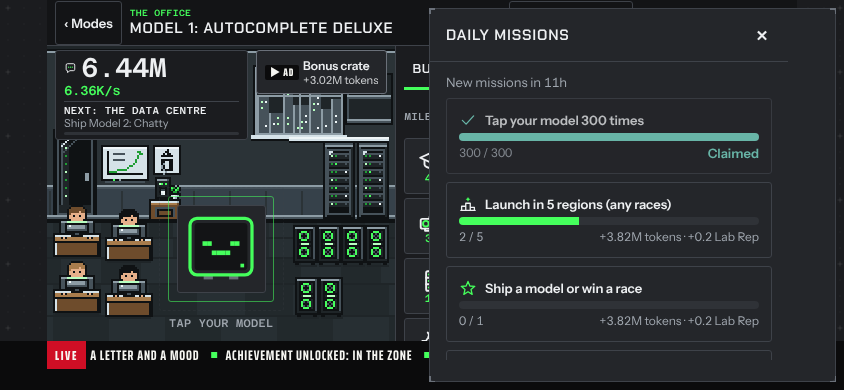 ‹ Modes
THE OFFICE
MODEL 1: AUTOCOMPLETE DELUXE
6.44M
6.36K/s
NEXT: THE DATA CENTRE
Ship Model 2: Chatty
AD
Bonus crate
+3.02M tokens
BU
MILE
TAP YOUR MODEL
LIVE
A LETTER AND A MOOD ■ ACHIEVEMENT UNLOCKED: IN THE ZONE
DAILY MISSIONS
×
New missions in 11h
Tap your model 300 times
300 / 300
Claimed
Launch in 5 regions (any races)
2 / 5
+3.82M tokens · +0.2 Lab Rep
Ship a model or win a race
0 / 1
+3.82M tokens · +0.2 Lab Rep